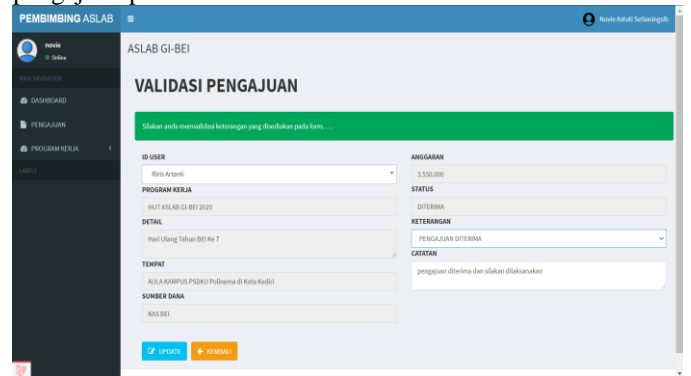 PEMBIMBING ASLAB
Novie Astuti Setianingsih
novie
Online
MAIN NAVIGATION
DASHBOARD
PENGAJUAN
PROGRAM KERJA
LABELS
ASLAB GI-BEI
VALIDASI PENGAJUAN
Silakan anda memvalidasi keterangan yang disediakan pada form......
ID USER
Riris Artanti
PROGRAM KERJA
HUT ASLAB GI-BEI 2020
DETAIL
Hari Ulang Tahun BEI Ke 7
TEMPAT
AULA KAMPUS PSDKU Polinema di Kota Kediri
SUMBER DANA
KAS BEI
ANGGARAN
3.550.000
STATUS
DITERIMA
KETERANGAN
PENGAJUAN DITERIMA
CATATAN
pengajuan diterima dan silakan dilaksanakan
UPDATE
KEMBALI